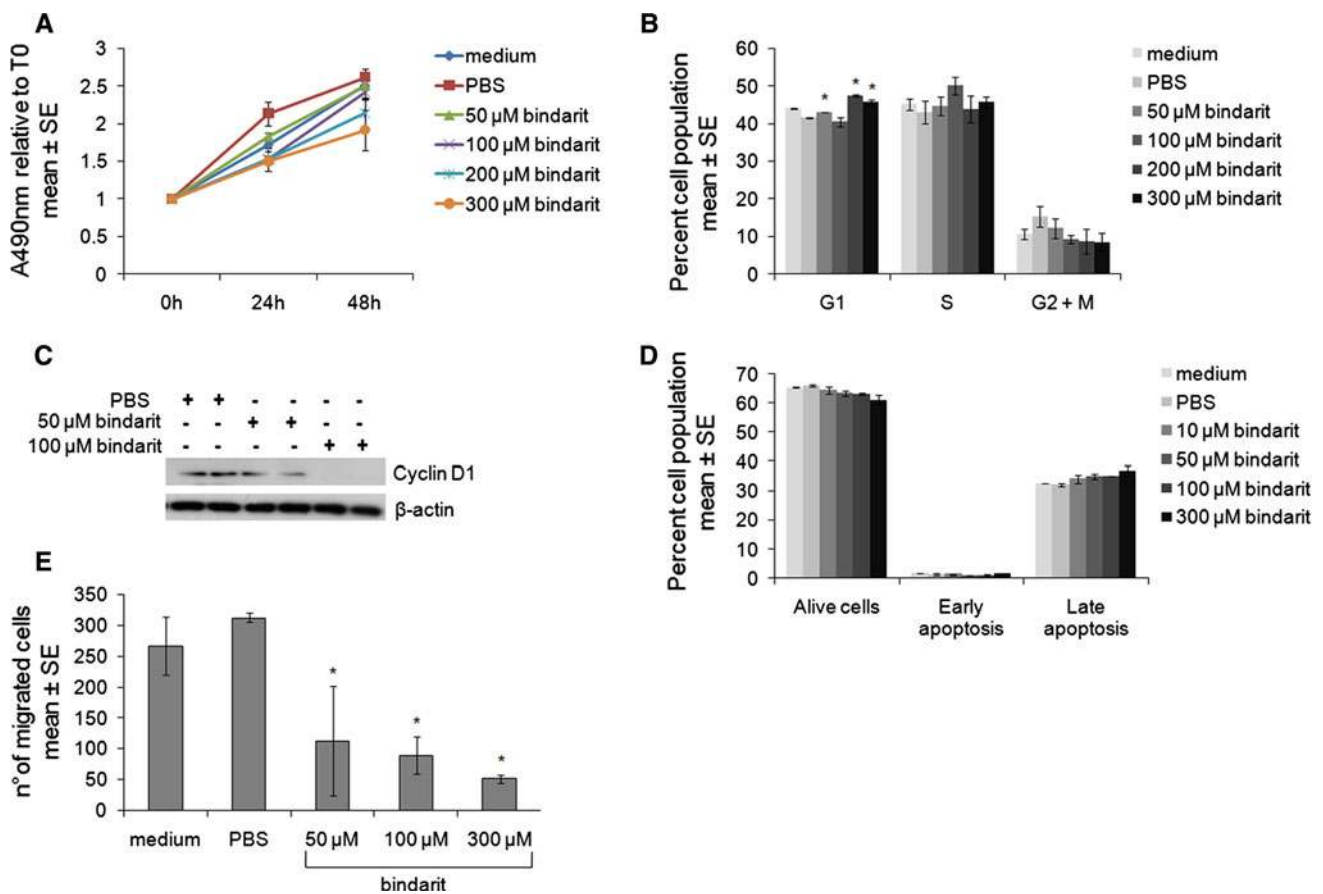 A
A490nm relative to T0
mean ± SE
3
2.5
2
1.5
1
0.5
0
0h
24h
48h
medium
PBS
50 µM bindarit
100 µM bindarit
200 µM bindarit
300 µM bindarit
B
Percent cell population
mean ± SE
60
50
40
30
20
10
0
* * *
G1
S
G2 + M
medium
PBS
50 µM bindarit
100 µM bindarit
200 µM bindarit
300 µM bindarit
C
PBS + + - - - -
50 µM bindarit - - + + - -
100 µM bindarit - - - - + +
Cyclin D1
β-actin
D
Percent cell population
mean ± SE
70
60
50
40
30
20
10
0
Alive cells
Early
apoptosis
Late
apoptosis
medium
PBS
10 µM bindarit
50 µM bindarit
100 µM bindarit
300 µM bindarit
E
n° of migrated cells
mean ± SE
350
300
250
200
150
100
50
0
* * *
medium
PBS
50 µM
100 µM
300 µM
bindarit